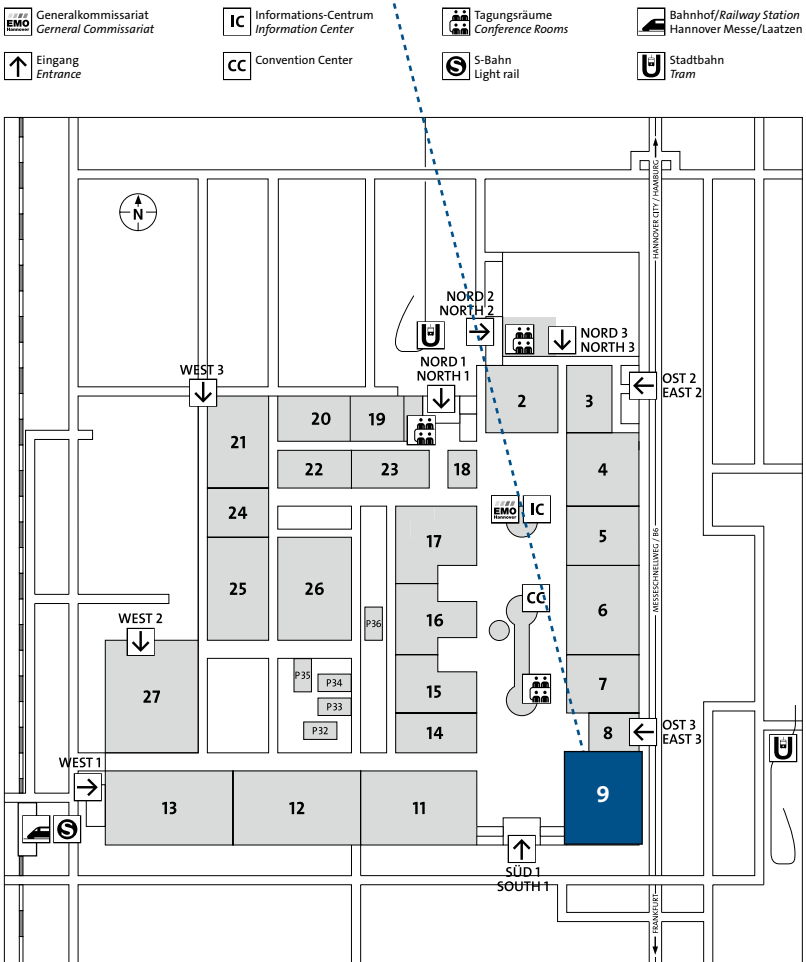 EMO
Hannover
Generalkommissariat
Gerneral Commissariat
IC
Informations-Centrum
Information Center
Tagungsräume
Conference Rooms
Bahnhof/Railway Station
Hannover Messe/Laatzen
Eingang
Entrance
CC
Convention Center
S
S-Bahn
Light rail
U
Stadtbahn
Tram
HANNOVER CITY / HAMBURG
N
NORD 2
NORTH 2
U
NORD 3
NORTH 3
NORD 1
NORTH 1
WEST 3
OST 2
EAST 2
2
3
20
19
21
4
22
23
18
24
EMO
Hannover
IC
17
5
MESSESCHNELLWEG / B6
25
26
CC
6
16
P36
WEST 2
27
P35
P34
15
7
P33
P32
14
8
OST 3
EAST 3
U
WEST 1
13
12
11
9
S
SÜD 1
SOUTH 1
FRANKFURT